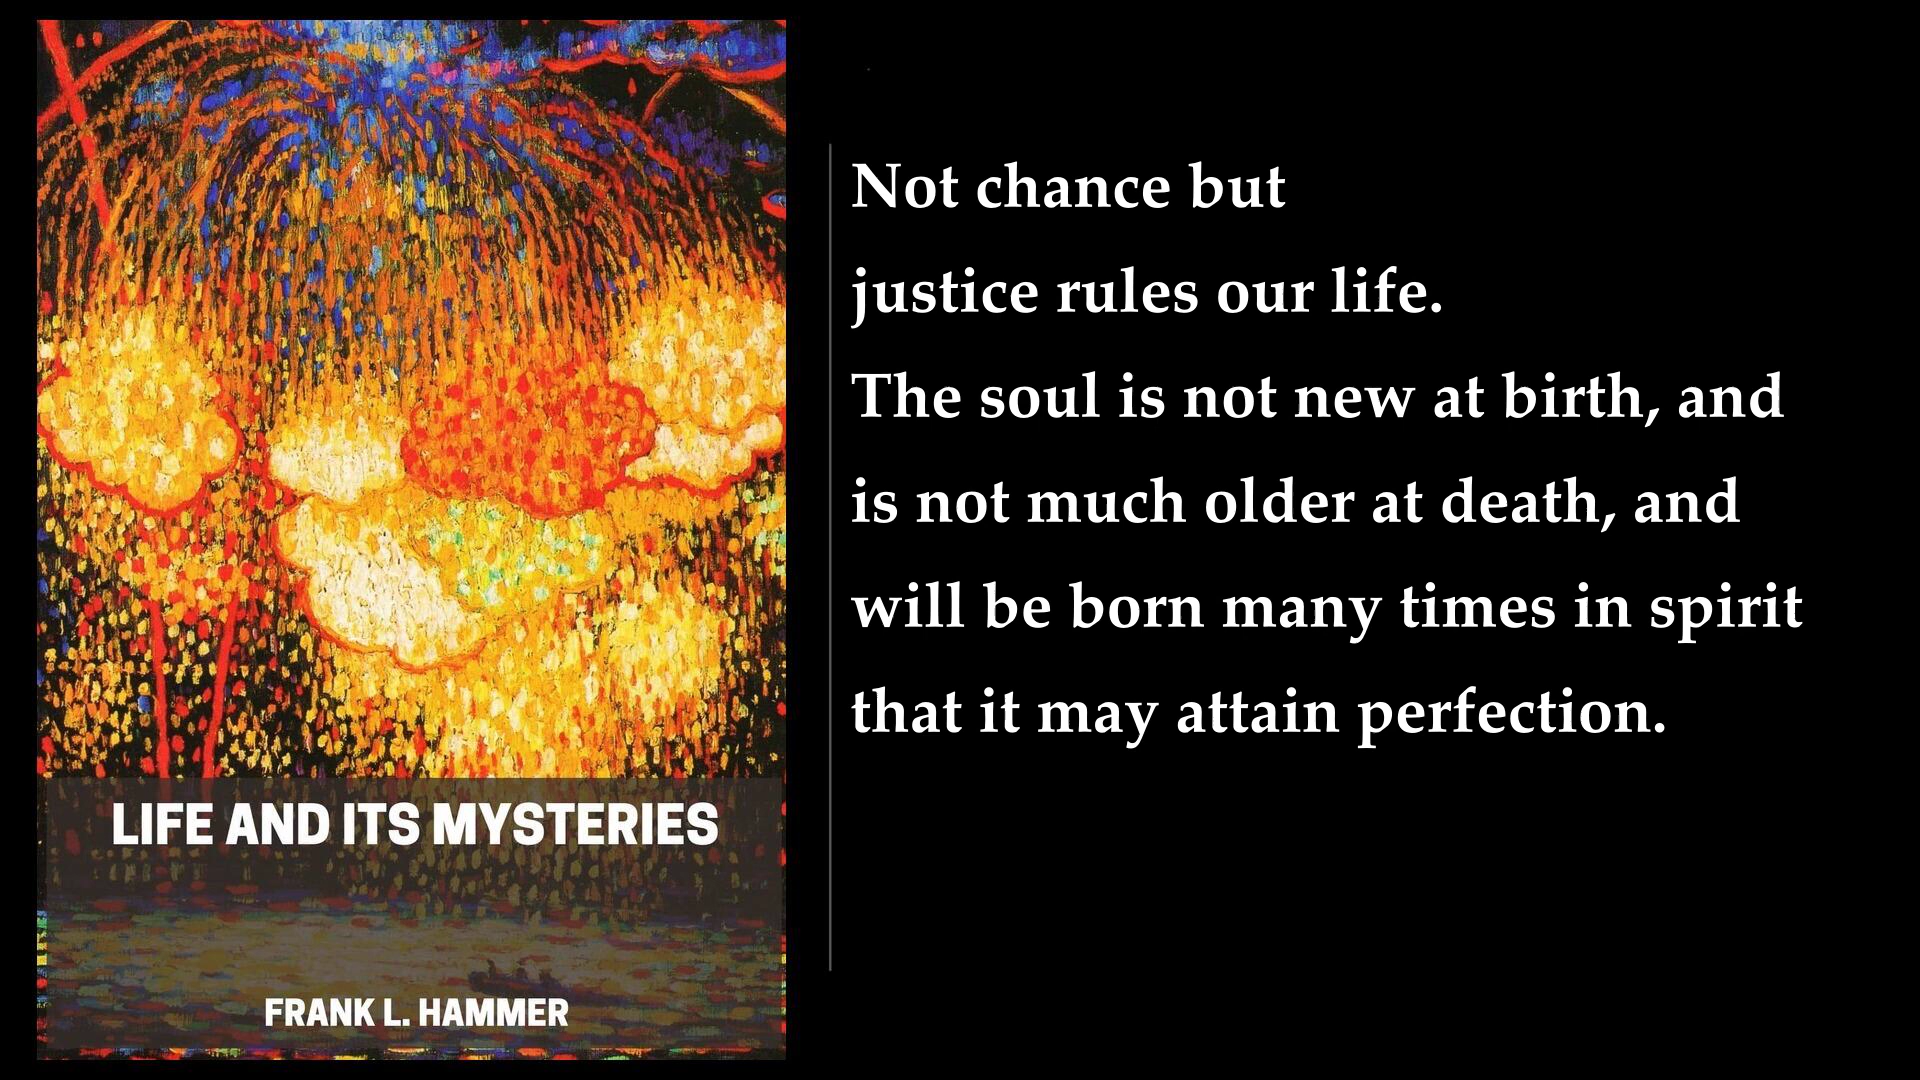 LIFE AND ITS MYSTERIES
FRANK L. HAMMER
Not chance but
justice rules our life.
The soul is not new at birth, and
is not much older at death, and
will be born many times in spirit
that it may attain perfection.